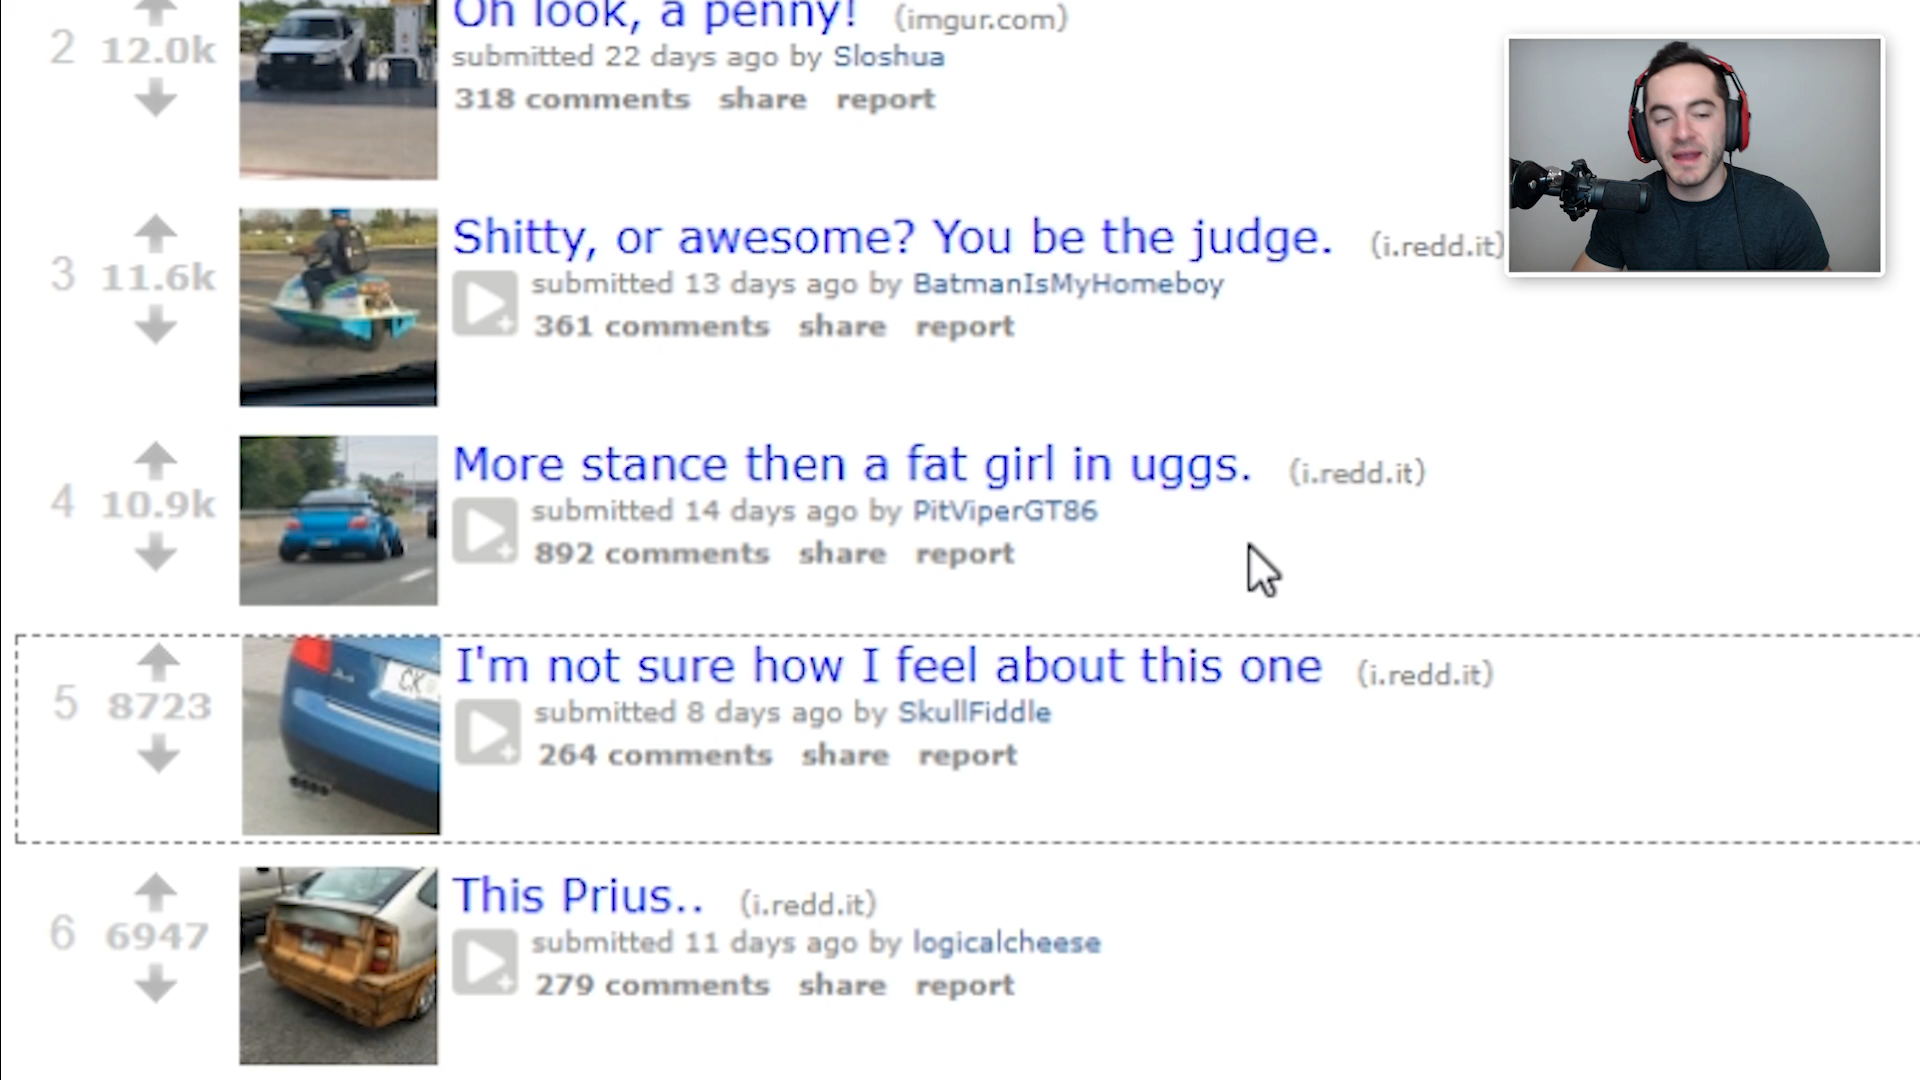 2
12.0k
Oh look, a penny! (imgur.com)
submitted 22 days ago by Sloshua
318 comments share report
3
11.6k
Shitty, or awesome? You be the judge. (i.redd.it)
submitted 13 days ago by BatmanIsMyHomeboy
361 comments share report
4
10.9k
More stance then a fat girl in uggs. (i.redd.it)
submitted 14 days ago by PitViperGT86
892 comments share report
5
8723
CK
I'm not sure how I feel about this one (i.redd.it)
submitted 8 days ago by SkullFiddle
264 comments share report
6
6947
This Prius.. (i.redd.it)
submitted 11 days ago by logicalcheese
279 comments share report